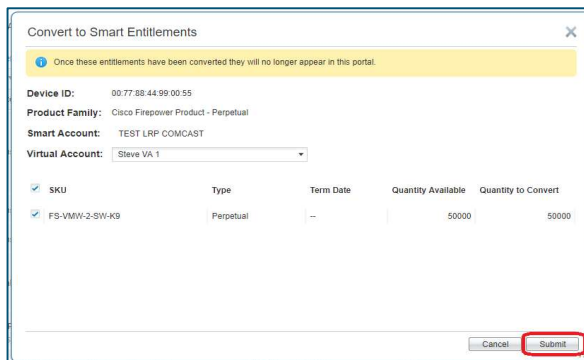 Convert to Smart Entitlements
Once these entitlements have been converted they will no longer appear in this portal.
Device ID: 00:77:88:44:99:00:55
Product Family: Cisco Firepower Product - Perpetual
Smart Account: TEST LRP COMCAST
Virtual Account: Steve VA 1
SKU Type Term Date Quantity Available Quantity to Convert
FS-VMW-2-SW-K9 Perpetual -- 50000 50000
Cancel Submit